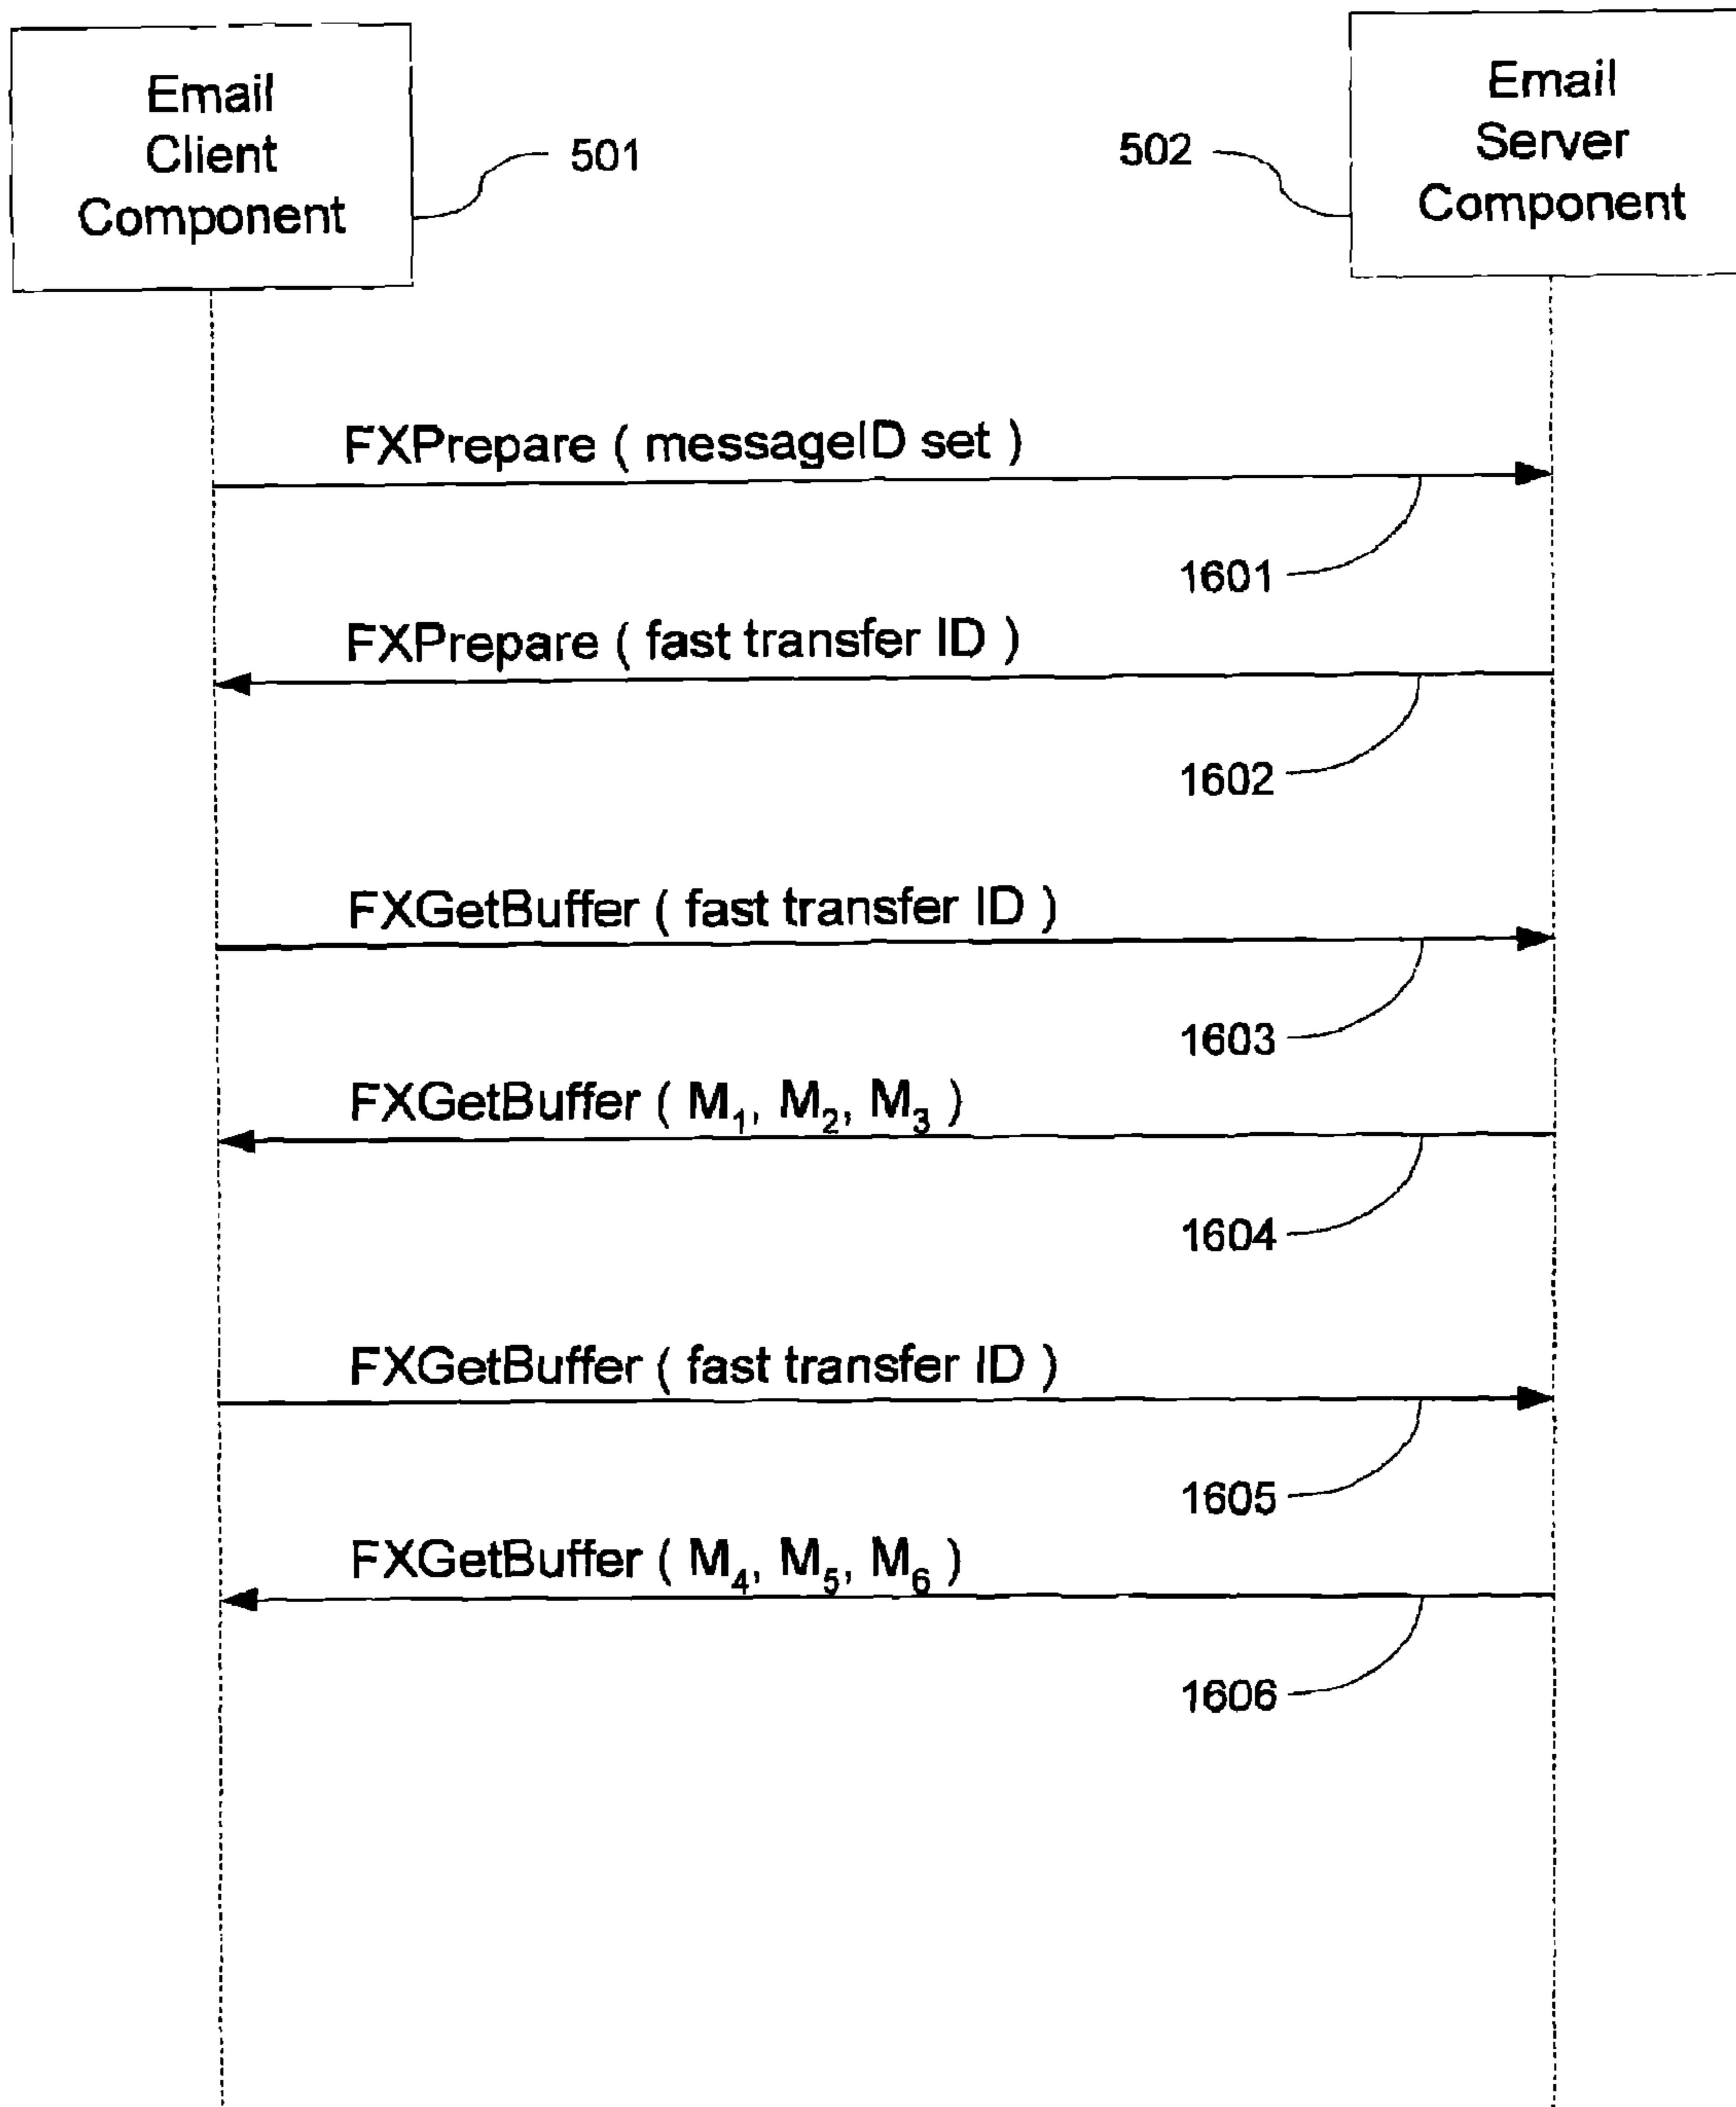 Email
Client
Component
501
502
Email
Server
Component
FXPrepare ( messageID set )
1601
FXPrepare ( fast transfer ID )
1602
FXGetBuffer ( fast transfer ID )
1603
FXGetBuffer ( M₁, M₂, M₃ )
1604
FXGetBuffer ( fast transfer ID )
1605
FXGetBuffer ( M₄, M₅, M₆ )
1606